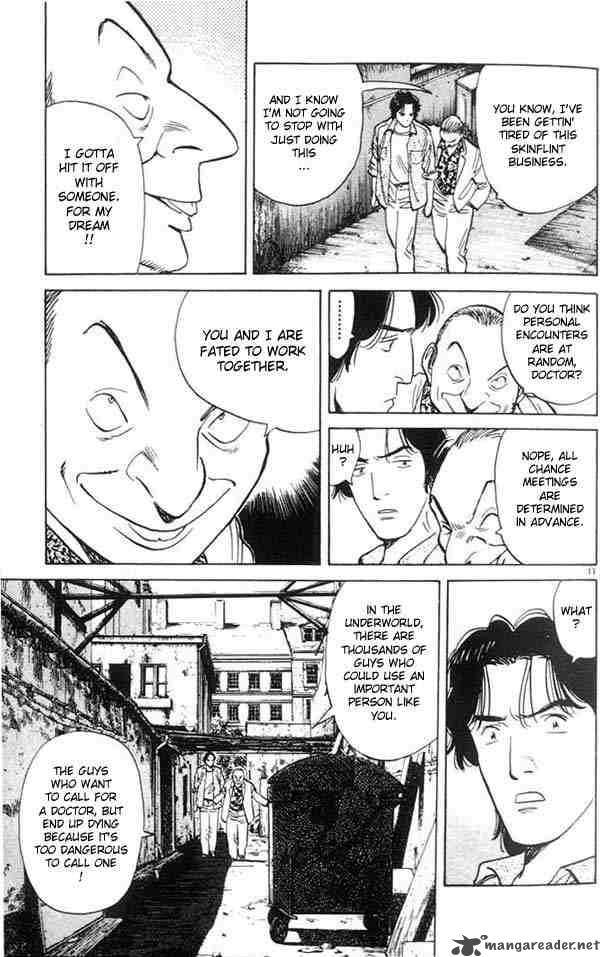 YOU KNOW, I'VE
BEEN GETTIN'
TIRED OF THIS
SKINFLINT
BUSINESS.
AND I KNOW
I'M NOT GOING
TO STOP WITH
JUST DOING
THIS
...
I GOTTA
HIT IT OFF
WITH
SOMEONE.
FOR MY
DREAM
!!
DO YOU THINK
PERSONAL
ENCOUNTERS
ARE AT
RANDOM,
DOCTOR?
.........
NOPE, ALL
CHANCE
MEETINGS
ARE
DETERMINED
IN ADVANCE.
HUH
?
YOU AND I ARE
FATED TO WORK
TOGETHER.
11
WHAT
?
IN THE
UNDERWORLD,
THERE ARE
THOUSANDS OF
GUYS WHO
COULD USE AN
IMPORTANT
PERSON LIKE
YOU.
THE GUYS
WHO WANT
TO CALL FOR
A DOCTOR, BUT
END UP DYING
BECAUSE IT'S
TOO DANGEROUS
TO CALL ONE
!
mangareader.net